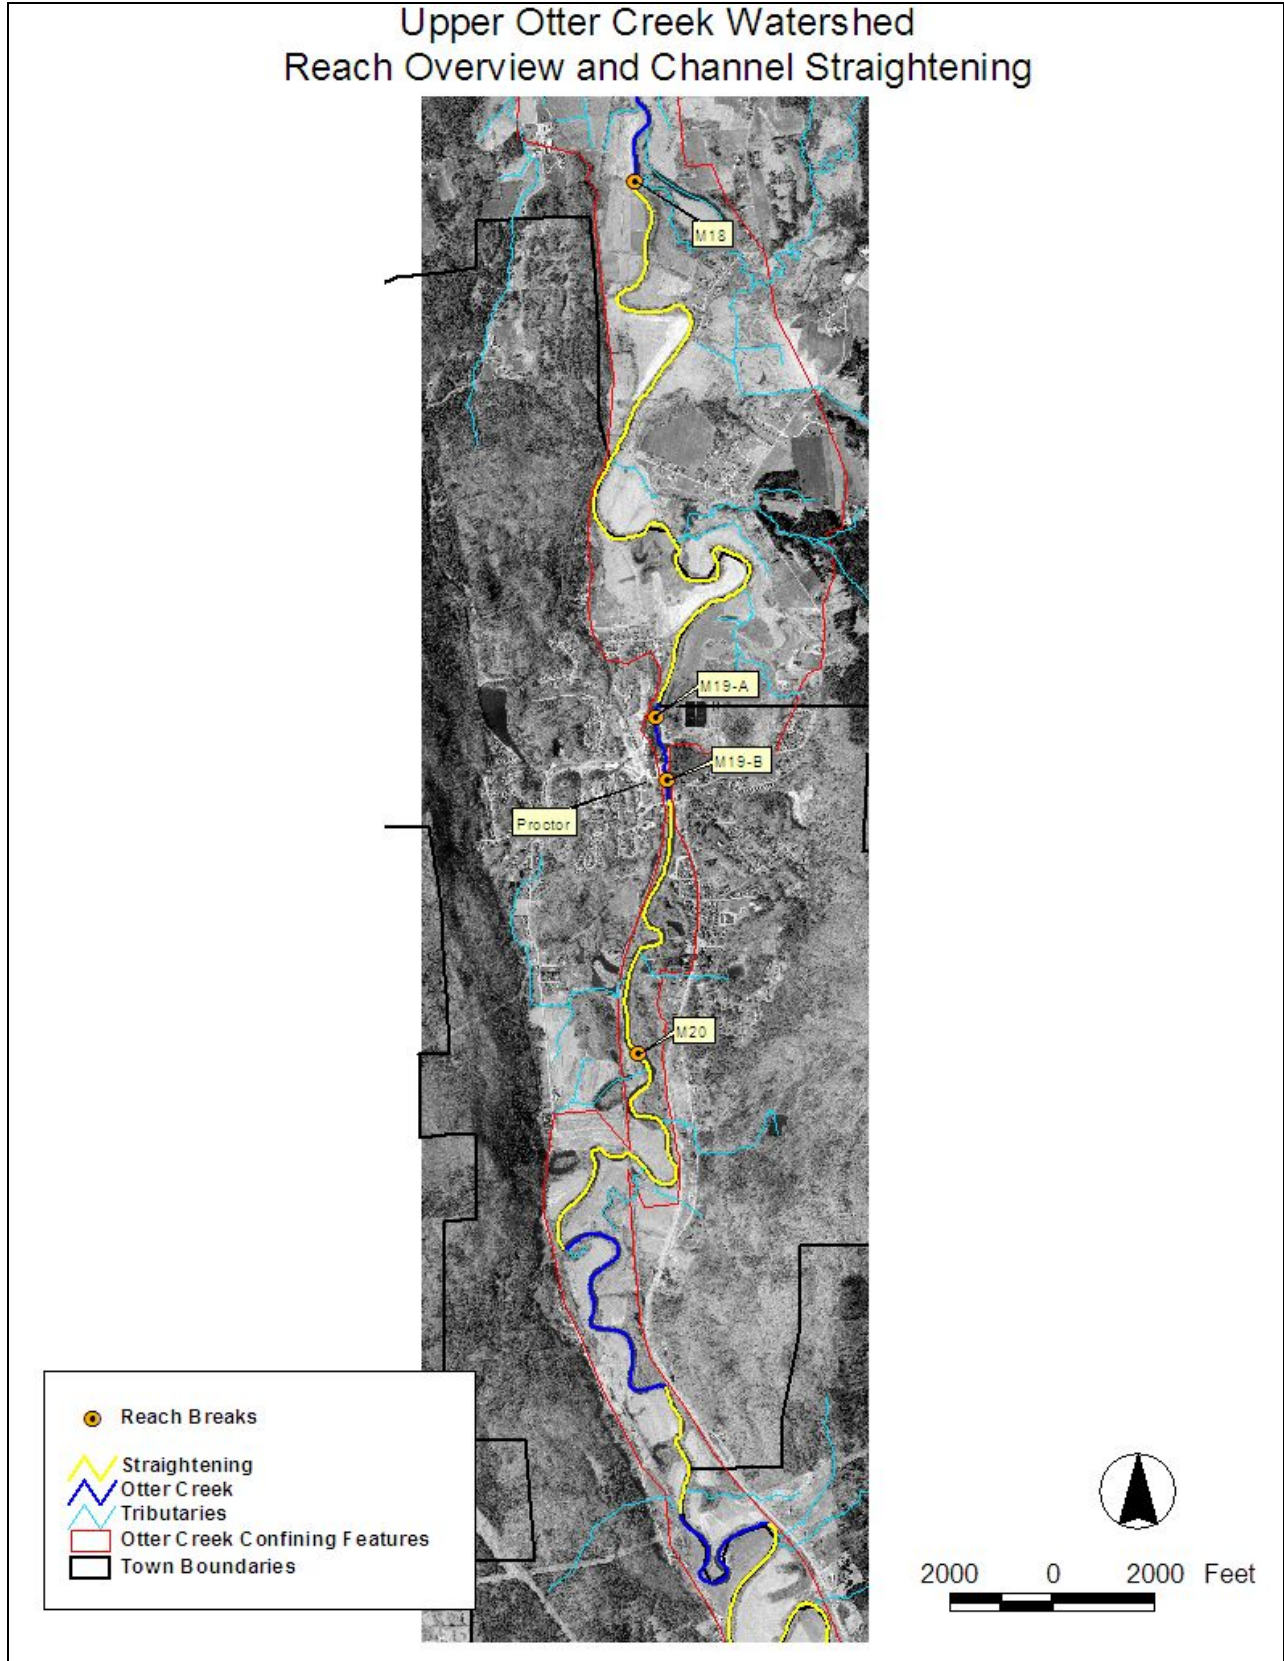 Upper Otter Creek Watershed
Reach Overview and Channel Straightening
M18
M19-A
M19-B
Proctor
M20
Reach Breaks
Straightening
Otter Creek
Tributaries
Otter Creek Confining Features
Town Boundaries
2000 0 2000 Feet